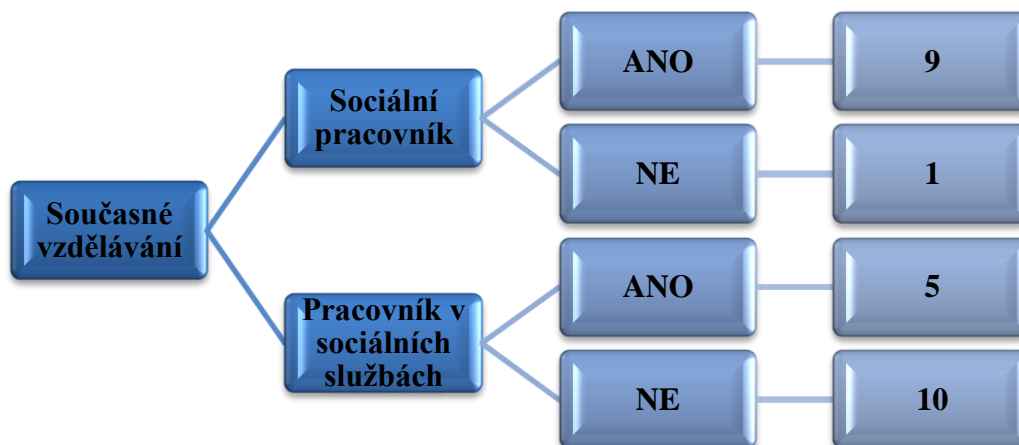 Současné
vzdělávání
Sociální
pracovník
ANO
9
NE
1
Pracovník v
sociálních
službách
ANO
5
NE
10